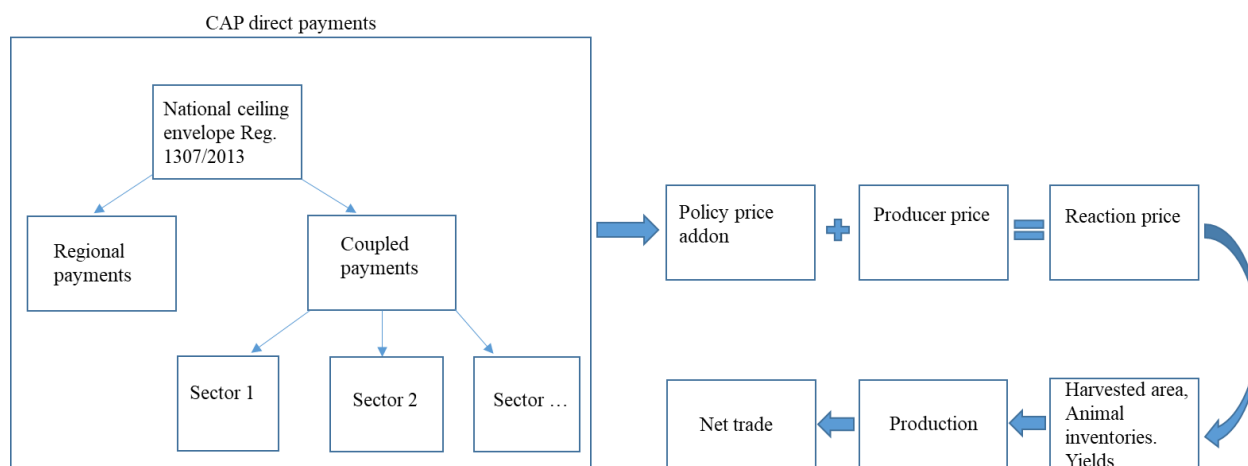 CAP direct payments
National ceiling
envelope Reg.
1307/2013
Regional
payments
Coupled
payments
Sector 1
Sector 2
Sector …
Policy price
addon
Producer price
Reaction price
Harvested area,
Animal
inventories.
Yields
Production
Net trade